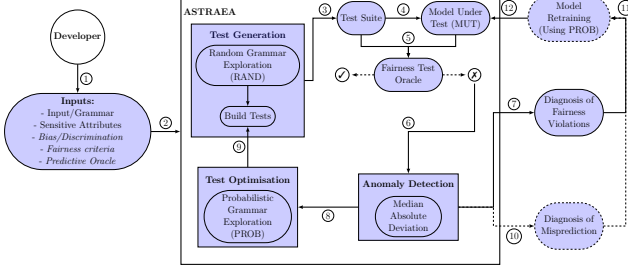 ASTRAEA
Developer
1
Inputs:
- Input/Grammar
- Sensitive Attributes
- Bias/Discrimination
- Fairness criteria
- Predictive Oracle
2
Test Generation
Random Grammar
Exploration
(RAND)
Build Tests
3
Test Suite
4
Model Under
Test (MUT)
5
Fairness Test
Oracle
✓
✗
6
Anomaly Detection
Median
Absolute
Deviation
7
Diagnosis of
Fairness
Violations
8
Test Optimisation
Probabilistic
Grammar
Exploration
(PROB)
9
10
Diagnosis of
Misprediction
11
12
Model
Retraining
(Using PROB)